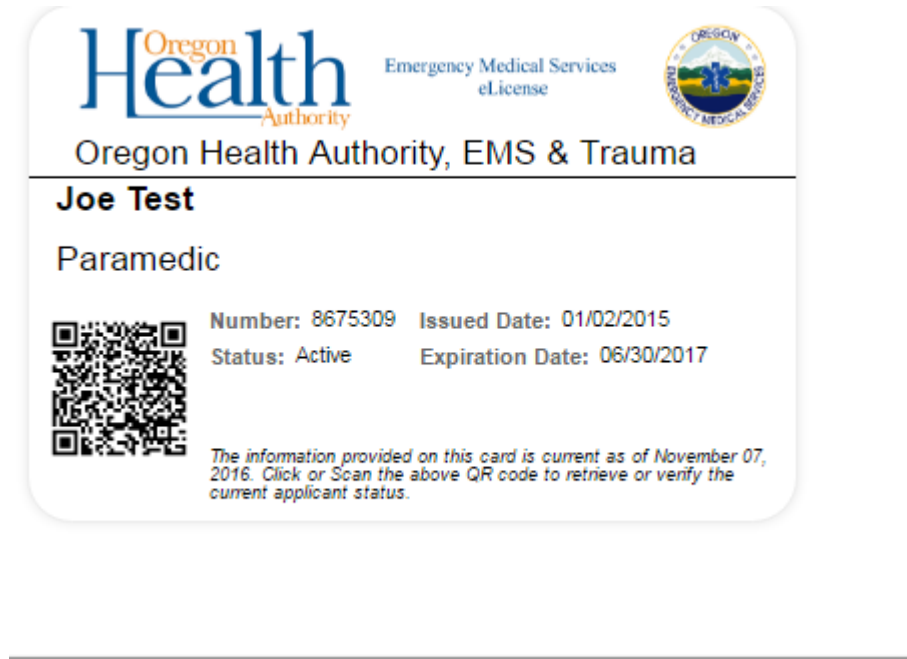 Oregon
Health
Authority
Emergency Medical Services
eLicense
OREGON
EMERGENCY MEDICAL SERVICES
Oregon Health Authority, EMS & Trauma
Joe Test
Paramedic
Number: 8675309 Issued Date: 01/02/2015
Status: Active Expiration Date: 06/30/2017
The information provided on this card is current as of November 07,
2016. Click or Scan the above QR code to retrieve or verify the
current applicant status.